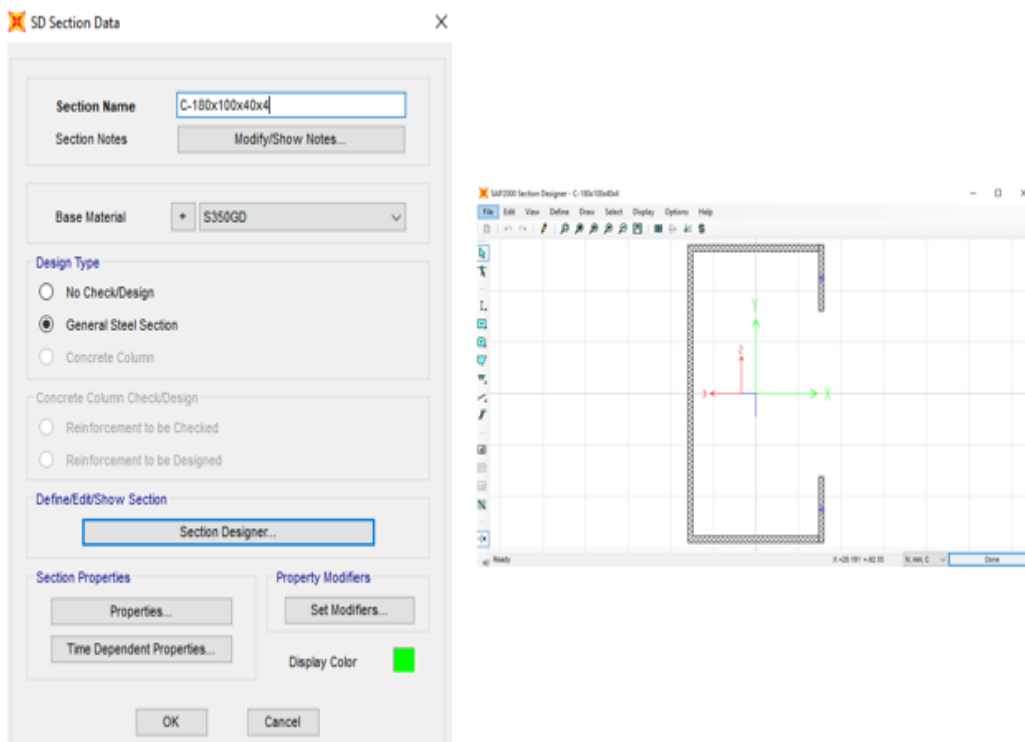 SD Section Data
Section Name
C-180x100x40x4
Section Notes
Modify/Show Notes...
Base Material
+
S350GD
Design Type
No Check/Design
General Steel Section
Concrete Column
Concrete Column Check/Design
Reinforcement to be Checked
Reinforcement to be Designed
Define/Edit/Show Section
Section Designer...
Section Properties
Properties...
Time Dependent Properties...
Property Modifiers
Set Modifiers...
Display Color
OK
Cancel
SAP2000 Section Designer - C-180x100x40x4
File Edit View Define Draw Select Display Options Help
Y
2
3
X
Ready
N, mm, C
Done